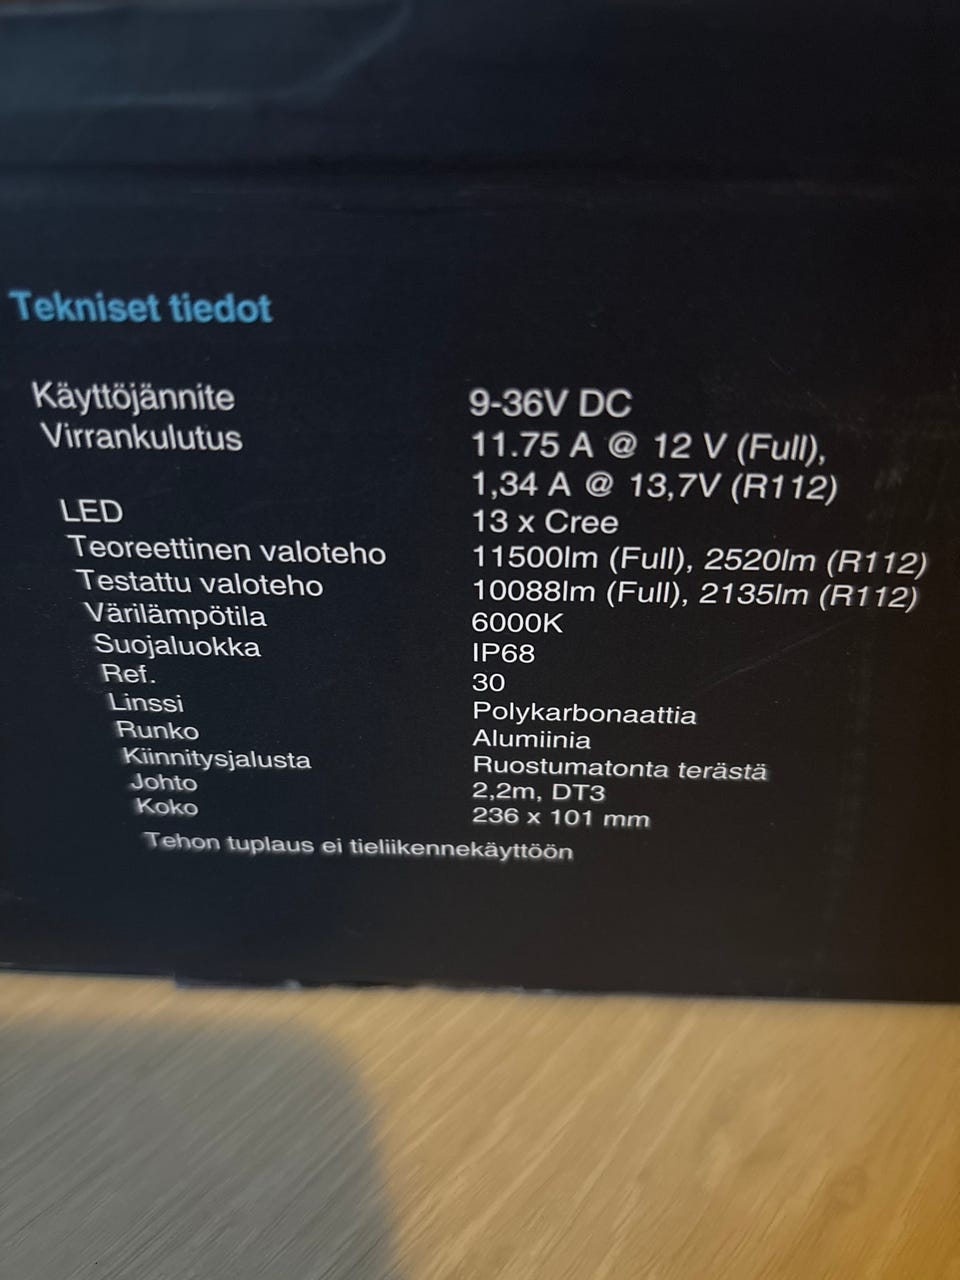 Tekniset tiedot
Käyttöjännite 9-36V DC
Virrankulutus 11.75 A @ 12 V (Full),
1,34 A @ 13,7V (R112)
LED 13 x Cree
Teoreettinen valoteho 11500lm (Full), 2520lm (R112)
Testattu valoteho 10088lm (Full), 2135lm (R112)
Värilämpötila 6000K
Suojaluokka IP68
Ref. 30
Linssi Polykarbonaattia
Runko Alumiinia
Kiinnitysjalusta Ruostumatonta terästä
Johto 2,2m, DT3
Koko 236 x 101 mm
Tehon tuplaus ei tieliikennekäyttöön